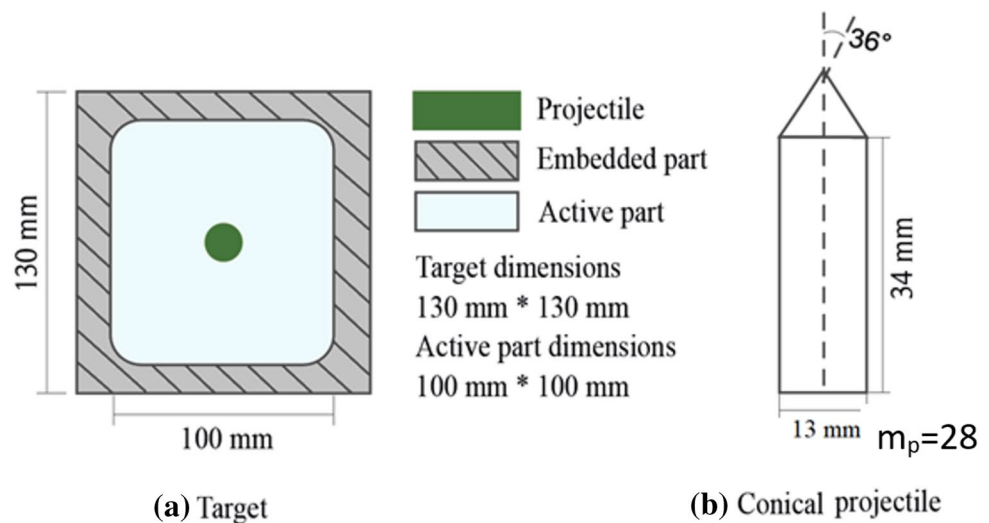 130 mm
100 mm
Projectile
Embedded part
Active part
Target dimensions
130 mm * 130 mm
Active part dimensions
100 mm * 100 mm
(a) Target
36°
34 mm
13 mm
mₚ=28
(b) Conical projectile